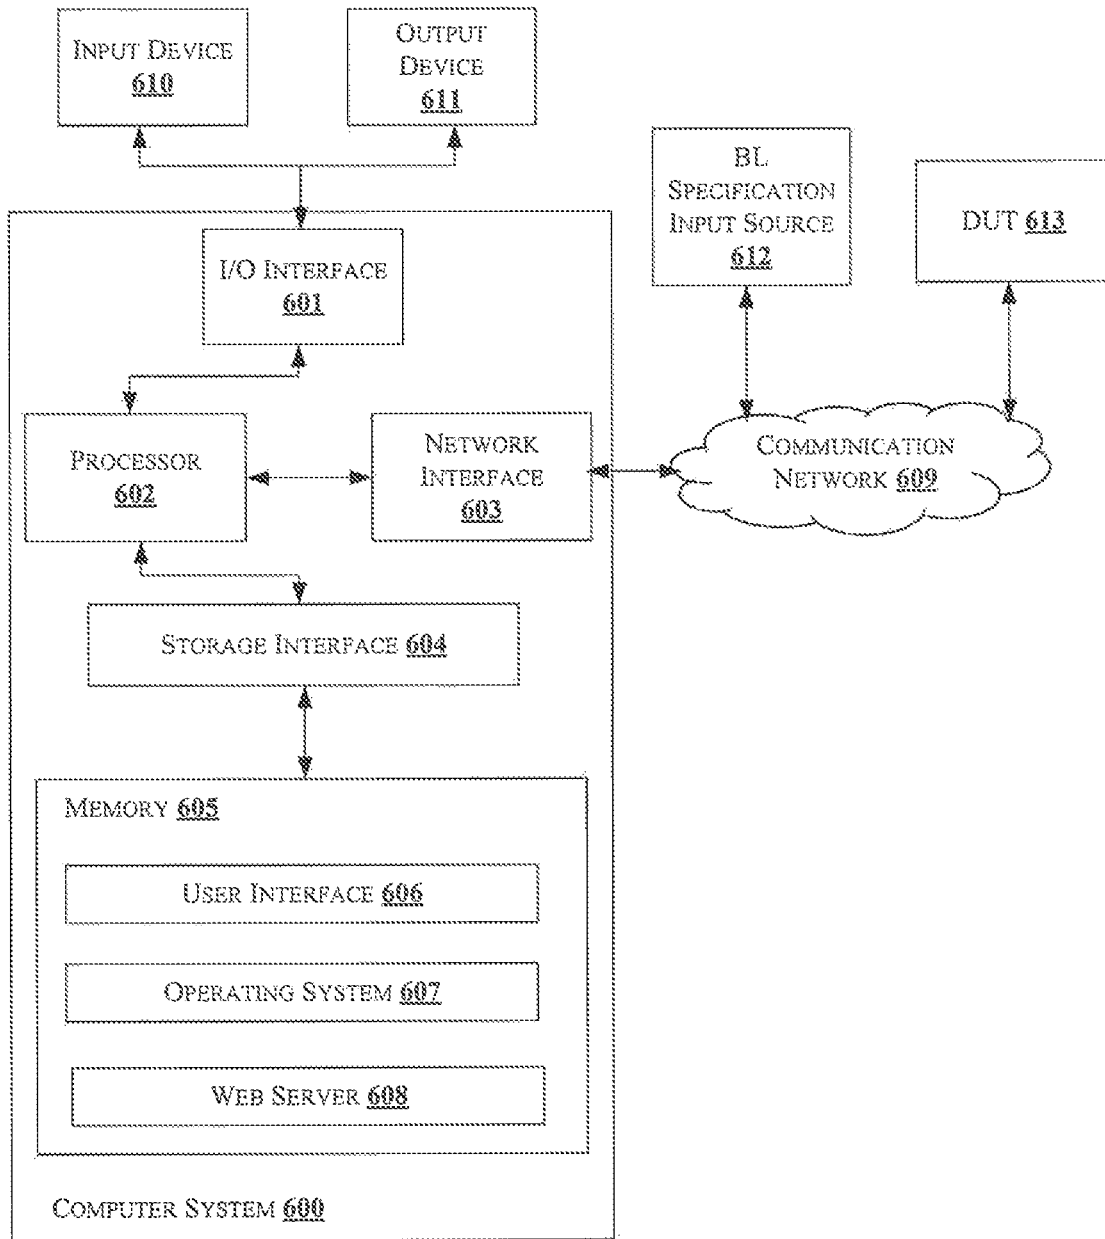 INPUT DEVICE
610
OUTPUT
DEVICE
611
BL
SPECIFICATION
INPUT SOURCE
612
DUT 613
I/O INTERFACE
601
PROCESSOR
602
NETWORK
INTERFACE
603
COMMUNICATION
NETWORK 609
STORAGE INTERFACE 604
MEMORY 605
USER INTERFACE 606
OPERATING SYSTEM 607
WEB SERVER 608
COMPUTER SYSTEM 600